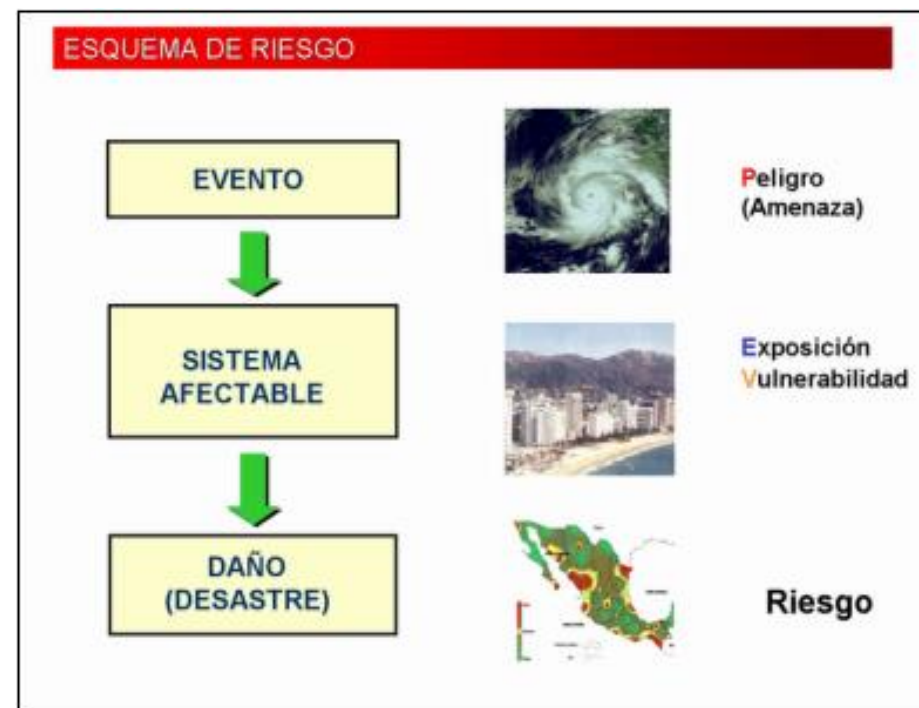 ESQUEMA DE RIESGO
EVENTO
Peligro
(Amenaza)
SISTEMA
AFECTABLE
Exposición
Vulnerabilidad
DAÑO
(DESASTRE)
Riesgo